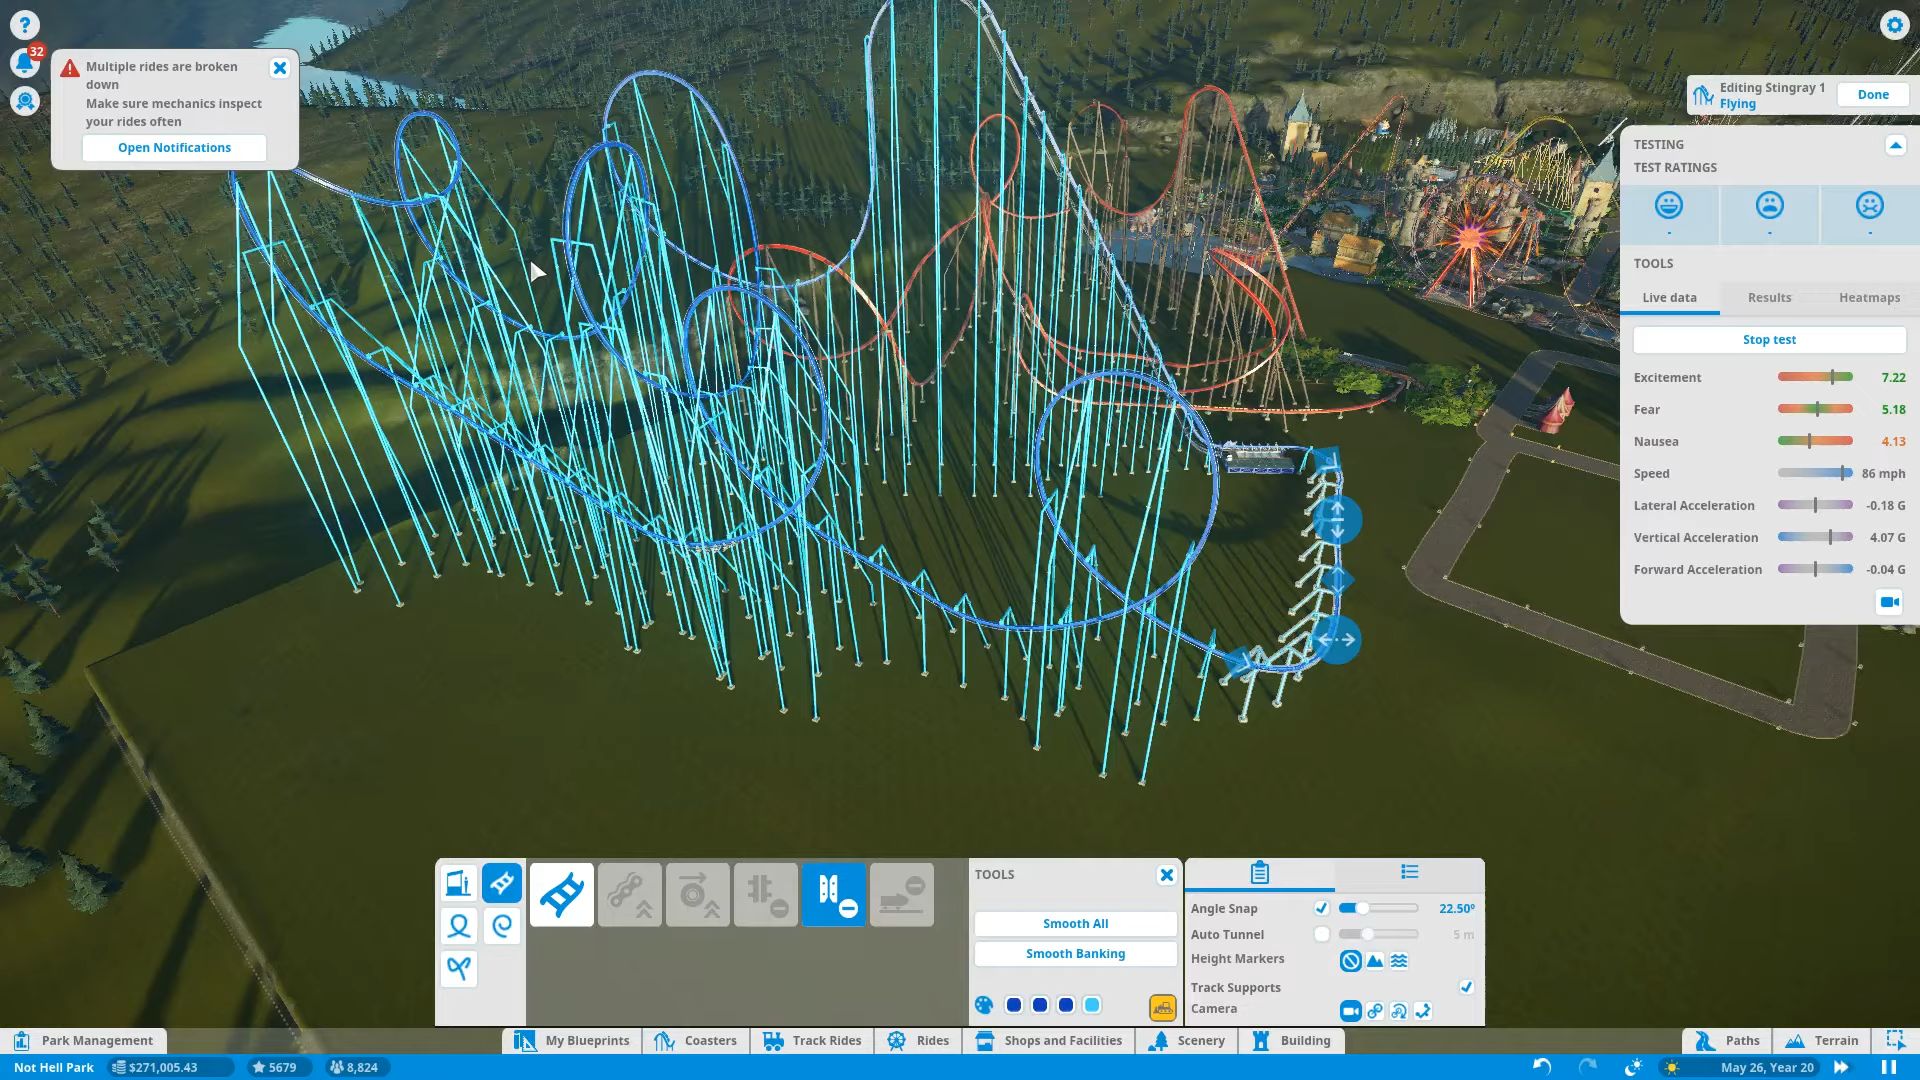 ?
32
Multiple rides are broken
down
Make sure mechanics inspect
your rides often
Open Notifications
Editing Stingray 1
Flying
Done
TESTING
TEST RATINGS
- - -
TOOLS
Live data Results Heatmaps
Stop test
Excitement 7.22
Fear 5.18
Nausea 4.13
Speed 86 mph
Lateral Acceleration -0.18 G
Vertical Acceleration 4.07 G
Forward Acceleration -0.04 G
TOOLS
Smooth All
Smooth Banking
Angle Snap 22.50º
Auto Tunnel 5 m
Height Markers
Track Supports
Camera
Park Management
My Blueprints
Coasters
Track Rides
Rides
Shops and Facilities
Scenery
Building
Paths
Terrain
Not Hell Park $271,005.43 5679 8,824
May 26, Year 20